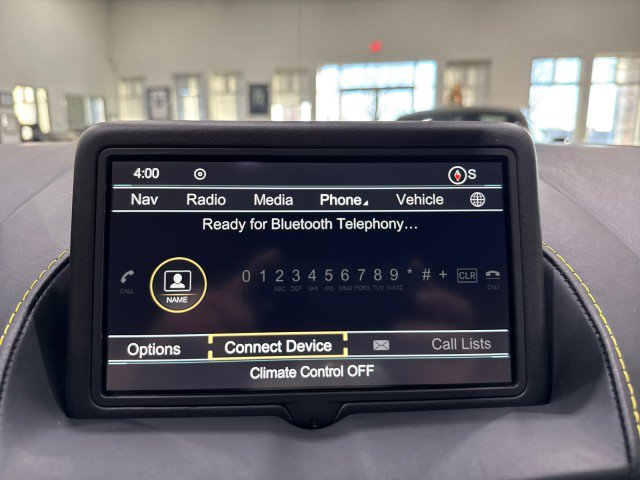 4:00 S
Nav Radio Media Phone Vehicle
Ready for Bluetooth Telephony...
0 1 2 3 4 5 6 7 8 9 * # + CLR
CALL NAME ABC DEF GHI JKL MNO PQRS TUV WXYZ END
Options Connect Device Call Lists
Climate Control OFF